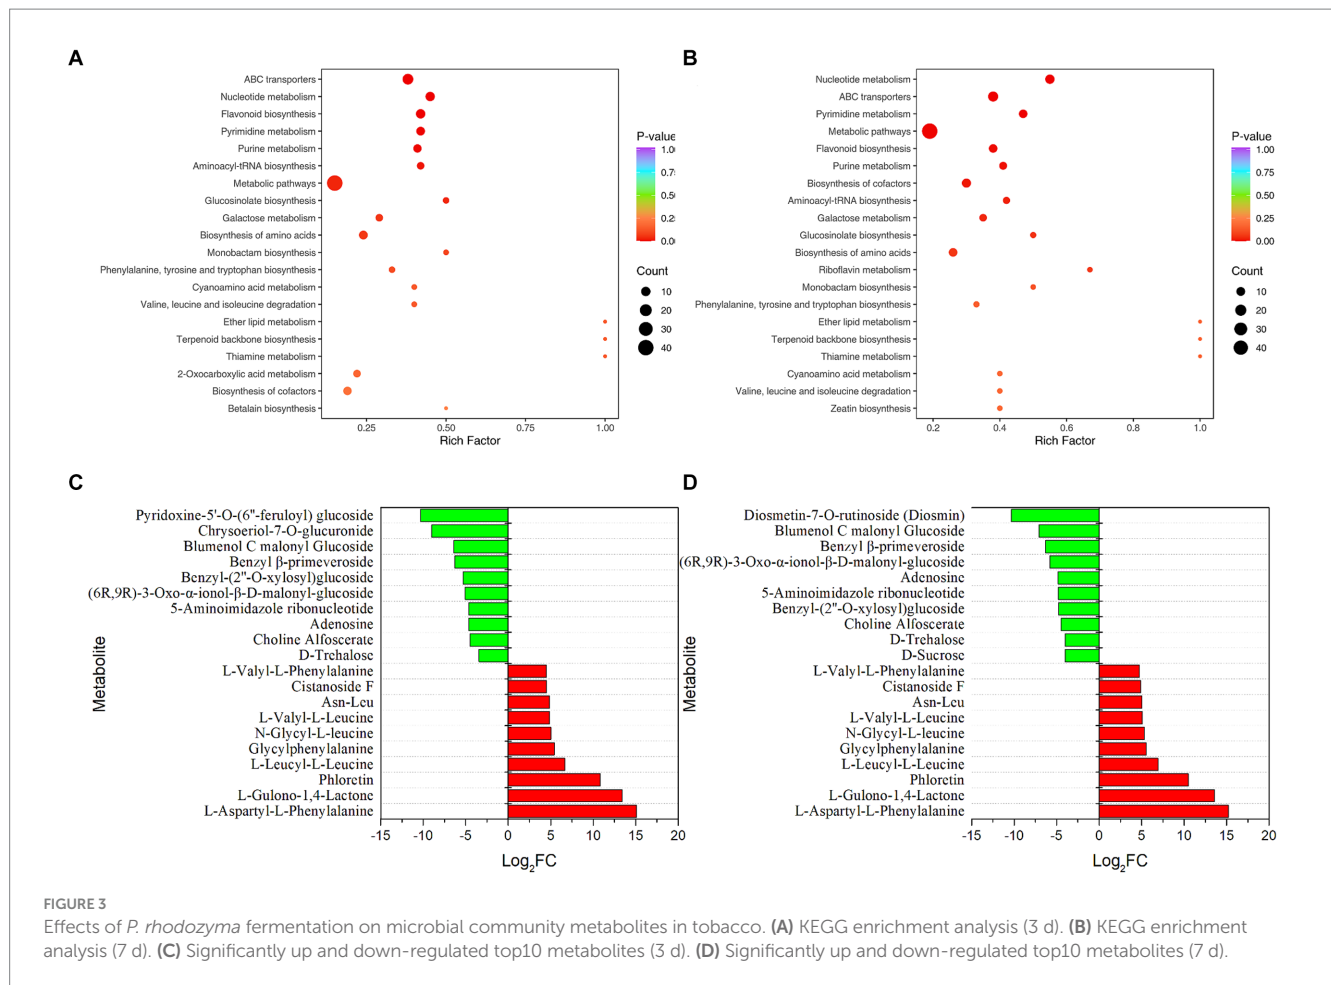 A
ABC transporters
Nucleotide metabolism
Flavonoid biosynthesis
Pyrimidine metabolism
Purine metabolism
Aminoacyl-tRNA biosynthesis
Metabolic pathways
Glucosinolate biosynthesis
Galactose metabolism
Biosynthesis of amino acids
Monobactam biosynthesis
Phenylalanine, tyrosine and tryptophan biosynthesis
Cyanoamino acid metabolism
Valine, leucine and isoleucine degradation
Ether lipid metabolism
Terpenoid backbone biosynthesis
Thiamine metabolism
2-Oxocarboxylic acid metabolism
Biosynthesis of cofactors
Betalain biosynthesis
0.25 0.50 0.75 1.00
Rich Factor
P-value
1.00
0.75
0.50
0.25
0.00
Count
10
20
30
40
B
Nucleotide metabolism
ABC transporters
Pyrimidine metabolism
Metabolic pathways
Flavonoid biosynthesis
Purine metabolism
Biosynthesis of cofactors
Aminoacyl-tRNA biosynthesis
Galactose metabolism
Glucosinolate biosynthesis
Biosynthesis of amino acids
Riboflavin metabolism
Monobactam biosynthesis
Phenylalanine, tyrosine and tryptophan biosynthesis
Ether lipid metabolism
Terpenoid backbone biosynthesis
Thiamine metabolism
Cyanoamino acid metabolism
Valine, leucine and isoleucine degradation
Zeatin biosynthesis
0.2 0.4 0.6 0.8 1.0
Rich Factor
P-value
1.00
0.75
0.50
0.25
0.00
Count
10
20
30
40
C
Metabolite
Pyridoxine-5'-O-(6"-feruloyl) glucoside
Chrysoeriol-7-O-glucuronide
Blumenol C malonyl Glucoside
Benzyl β-primeveroside
Benzyl-(2"-O-xylosyl)glucoside
(6R,9R)-3-Oxo-α-ionol-β-D-malonyl-glucoside
5-Aminoimidazole ribonucleotide
Adenosine
Choline Alfoscerate
D-Trehalose
L-Valyl-L-Phenylalanine
Cistanoside F
Asn-Leu
L-Valyl-L-Leucine
N-Glycyl-L-leucine
Glycylphenylalanine
L-Leucyl-L-Leucine
Phloretin
L-Gulono-1,4-Lactone
L-Aspartyl-L-Phenylalanine
-15 -10 -5 0 5 10 15 20
Log2FC
D
Metabolite
Diosmetin-7-O-rutinoside (Diosmin)
Blumenol C malonyl Glucoside
Benzyl β-primeveroside
(6R,9R)-3-Oxo-α-ionol-β-D-malonyl-glucoside
Adenosine
5-Aminoimidazole ribonucleotide
Benzyl-(2"-O-xylosyl)glucoside
Choline Alfoscerate
D-Trehalose
D-Sucrose
L-Valyl-L-Phenylalanine
Cistanoside F
Asn-Leu
L-Valyl-L-Leucine
N-Glycyl-L-leucine
Glycylphenylalanine
L-Leucyl-L-Leucine
Phloretin
L-Gulono-1,4-Lactone
L-Aspartyl-L-Phenylalanine
-15 -10 -5 0 5 10 15 20
Log2FC
FIGURE 3
Effects of P. rhodozyma fermentation on microbial community metabolites in tobacco. (A) KEGG enrichment analysis (3 d). (B) KEGG enrichment
analysis (7 d). (C) Significantly up and down-regulated top10 metabolites (3 d). (D) Significantly up and down-regulated top10 metabolites (7 d).